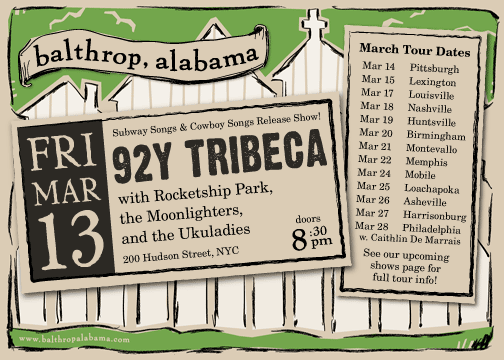 balthrop, alabama
FRI
MAR
13
Subway Songs & Cowboy Songs Release Show!
92Y TRIBECA
with Rocketship Park,
the Moonlighters,
and the Ukuladies
200 Hudson Street, NYC
doors
8:30 pm
March Tour Dates
Mar 14 Pittsburgh
Mar 15 Lexington
Mar 17 Louisville
Mar 18 Nashville
Mar 19 Huntsville
Mar 20 Birmingham
Mar 21 Montevallo
Mar 22 Memphis
Mar 24 Mobile
Mar 25 Loachapoka
Mar 26 Asheville
Mar 27 Harrisonburg
Mar 28 Philadelphia
w. Caithlin De Marrais
See our upcoming
shows page for
full tour info!
www.balthropalabama.com